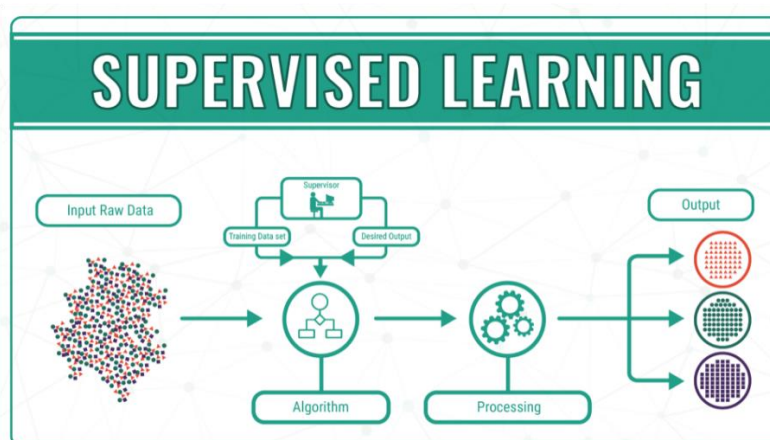 SUPERVISED LEARNING
Supervisor
Input Raw Data
Output
Training Data set
Desired Output
Algorithm
Processing